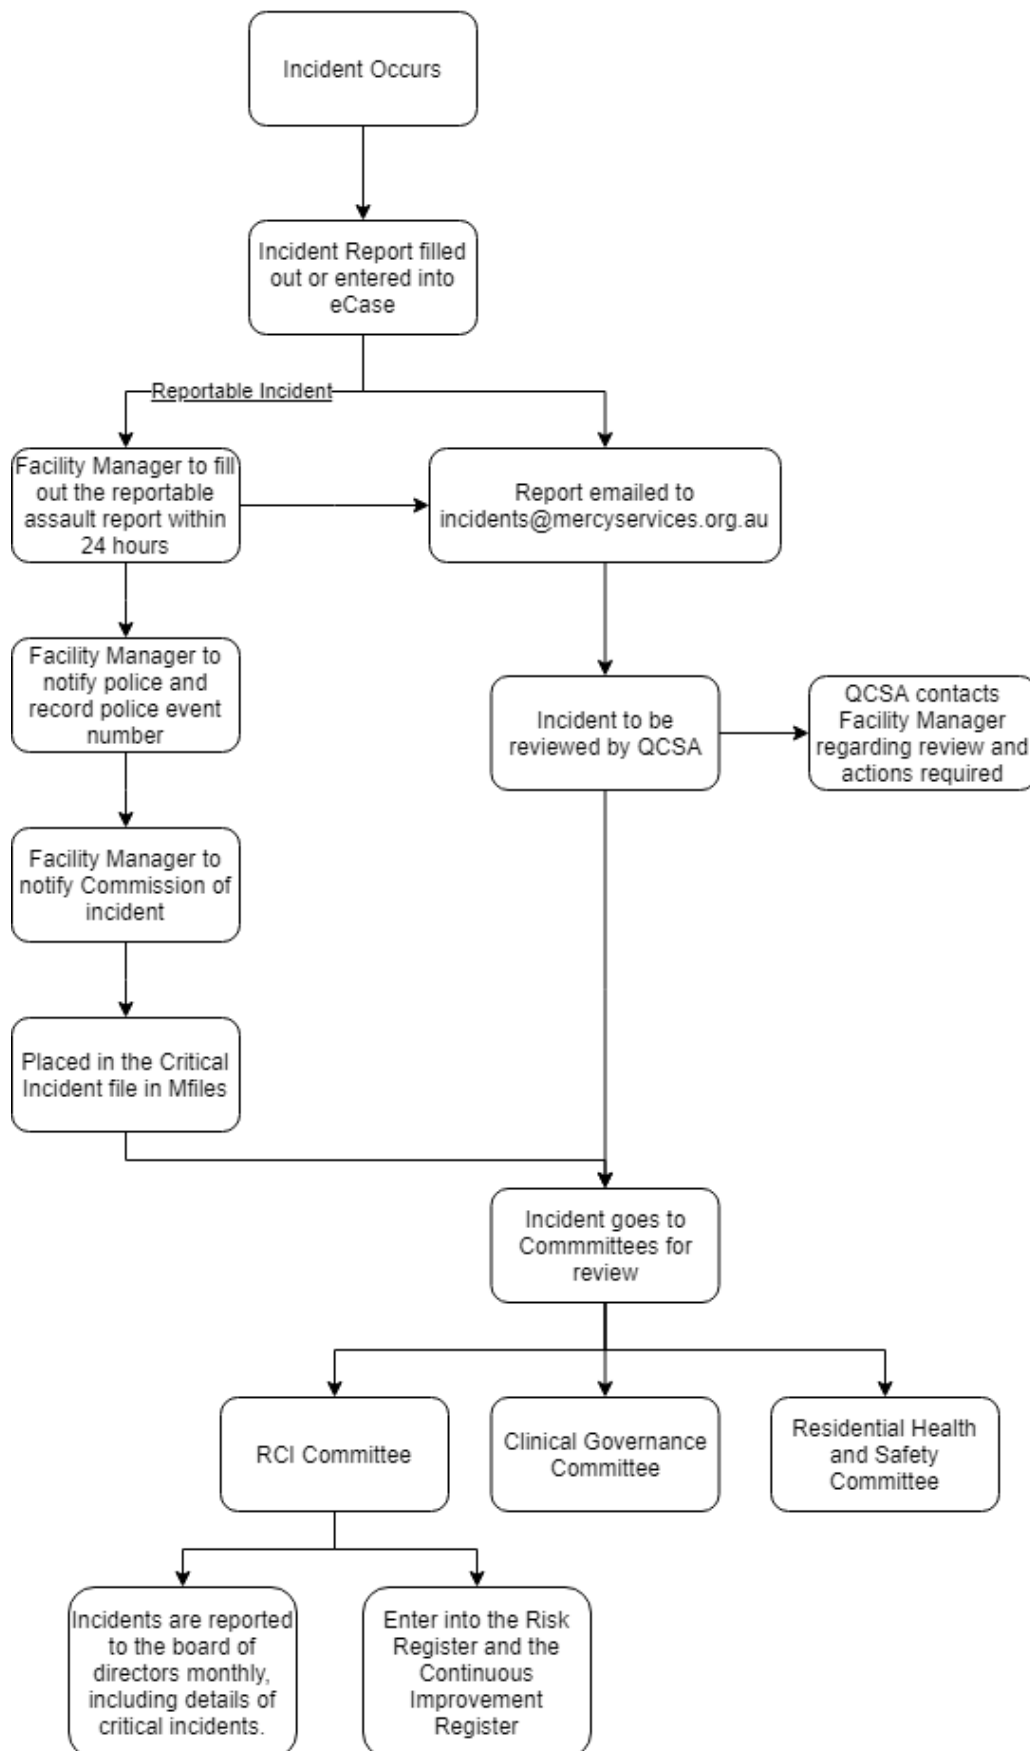 Incident Occurs
Incident Report filled
out or entered into
eCase
Reportable Incident
Facility Manager to fill
out the reportable
assault report within
24 hours
Report emailed to
incidents@mercyservices.org.au
Facility Manager to
notify police and
record police event
number
Incident to be
reviewed by QCSA
QCSA contacts
Facility Manager
regarding review and
actions required
Facility Manager to
notify Commission of
incident
Placed in the Critical
Incident file in Mfiles
Incident goes to
Commmittees for
review
RCI Committee
Clinical Governance
Committee
Residential Health
and Safety
Committee
Incidents are reported
to the board of
directors monthly,
including details of
critical incidents.
Enter into the Risk
Register and the
Continuous
Improvement
Register